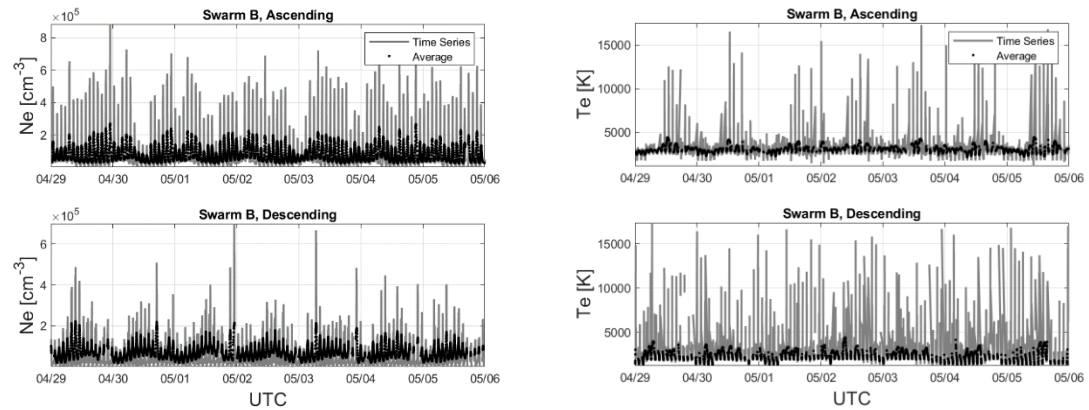 Swarm B, Ascending
×10⁵
Ne [cm⁻³]
8
6
4
2
Time Series
Average
04/29 04/30 05/01 05/02 05/03 05/04 05/05 05/06
Swarm B, Ascending
Te [K]
15000
10000
5000
Time Series
Average
04/29 04/30 05/01 05/02 05/03 05/04 05/05 05/06
Swarm B, Descending
×10⁵
Ne [cm⁻³]
6
4
2
04/29 04/30 05/01 05/02 05/03 05/04 05/05 05/06
UTC
Swarm B, Descending
Te [K]
15000
10000
5000
04/29 04/30 05/01 05/02 05/03 05/04 05/05 05/06
UTC